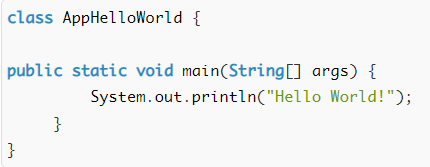 class AppHelloWorld {
public static void main(String[] args) {
System.out.println("Hello World!");
}
}